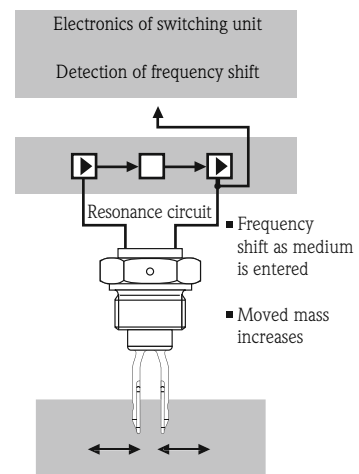 Electronics of switching unit
Detection of frequency shift
Resonance circuit
▪ Frequency
shift as medium
is entered
▪ Moved mass
increases